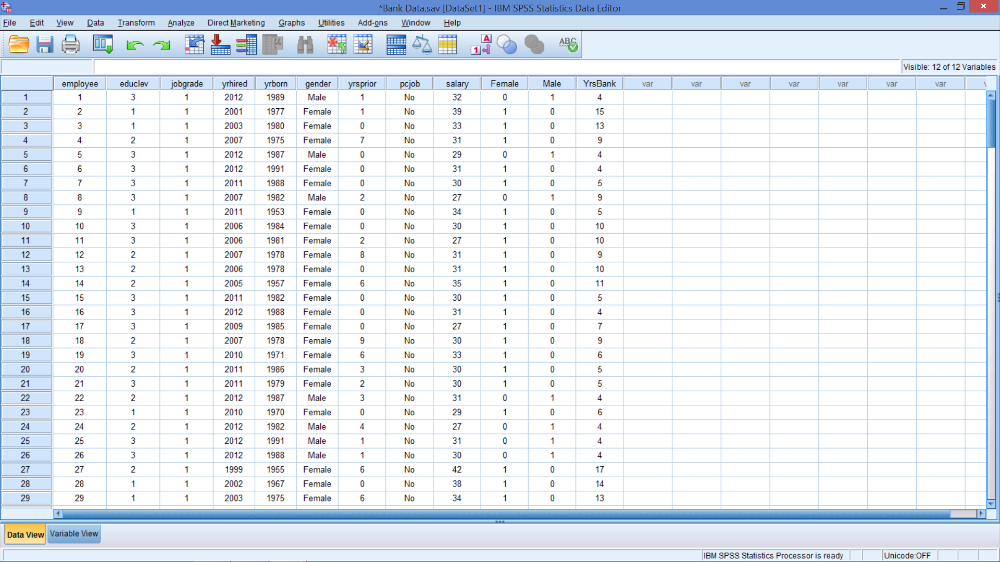 *Bank Data.sav [DataSet1] - IBM SPSS Statistics Data Editor
File Edit View Data Transform Analyze Direct Marketing Graphs Utilities Add-ons Window Help
Visible: 12 of 12 Variables
employee educlev jobgrade yrhired yrborn gender yrsprior pcjob salary Female Male YrsBank var var var var var var var
1 1 3 1 2012 1989 Male 1 No 32 0 1 4
2 2 1 1 2001 1977 Female 1 No 39 1 0 15
3 3 1 1 2003 1980 Female 0 No 33 1 0 13
4 4 2 1 2007 1975 Female 7 No 31 1 0 9
5 5 3 1 2012 1987 Male 0 No 29 0 1 4
6 6 3 1 2012 1991 Female 0 No 31 1 0 4
7 7 3 1 2011 1988 Female 0 No 30 1 0 5
8 8 3 1 2007 1982 Male 2 No 27 0 1 9
9 9 1 1 2011 1953 Female 0 No 34 1 0 5
10 10 3 1 2006 1984 Female 0 No 30 1 0 10
11 11 3 1 2006 1981 Female 2 No 27 1 0 10
12 12 2 1 2007 1978 Female 8 No 31 1 0 9
13 13 2 1 2006 1978 Female 0 No 31 1 0 10
14 14 2 1 2005 1957 Female 6 No 35 1 0 11
15 15 3 1 2011 1982 Female 0 No 30 1 0 5
16 16 3 1 2012 1988 Female 0 No 31 1 0 4
17 17 3 1 2009 1985 Female 0 No 27 1 0 7
18 18 2 1 2007 1978 Female 9 No 30 1 0 9
19 19 3 1 2010 1971 Female 6 No 33 1 0 6
20 20 2 1 2011 1986 Female 3 No 30 1 0 5
21 21 3 1 2011 1979 Female 2 No 30 1 0 5
22 22 2 1 2012 1987 Male 3 No 31 0 1 4
23 23 1 1 2010 1970 Female 0 No 29 1 0 6
24 24 2 1 2012 1982 Male 4 No 27 0 1 4
25 25 3 1 2012 1991 Male 1 No 31 0 1 4
26 26 3 1 2012 1988 Male 1 No 30 0 1 4
27 27 2 1 1999 1955 Female 6 No 42 1 0 17
28 28 1 1 2002 1967 Female 0 No 38 1 0 14
29 29 1 1 2003 1975 Female 6 No 34 1 0 13
Data View Variable View
IBM SPSS Statistics Processor is ready Unicode:OFF